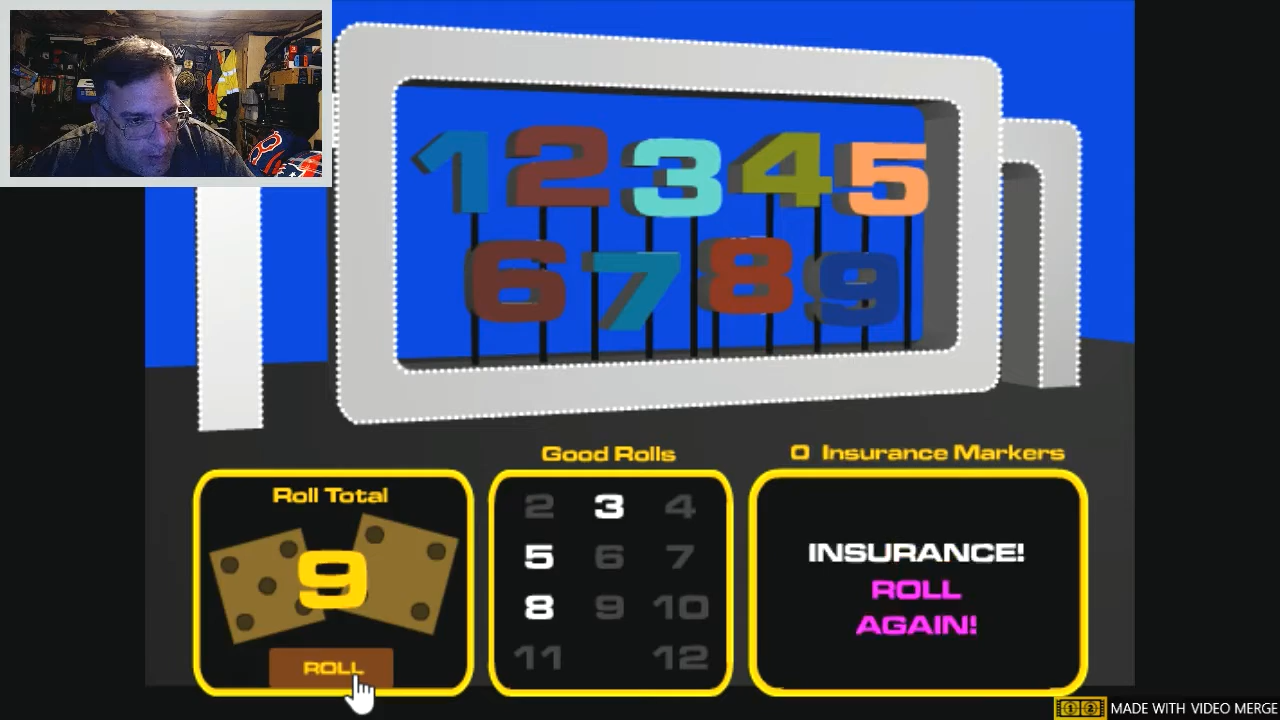 1 2 3 4 5
6 7 8 9
Good Rolls
0 Insurance Markers
Roll Total
9
ROLL
2 3 4
5 6 7
8 9 10
11 12
INSURANCE!
ROLL
AGAIN!
MADE WITH VIDEO MERGE